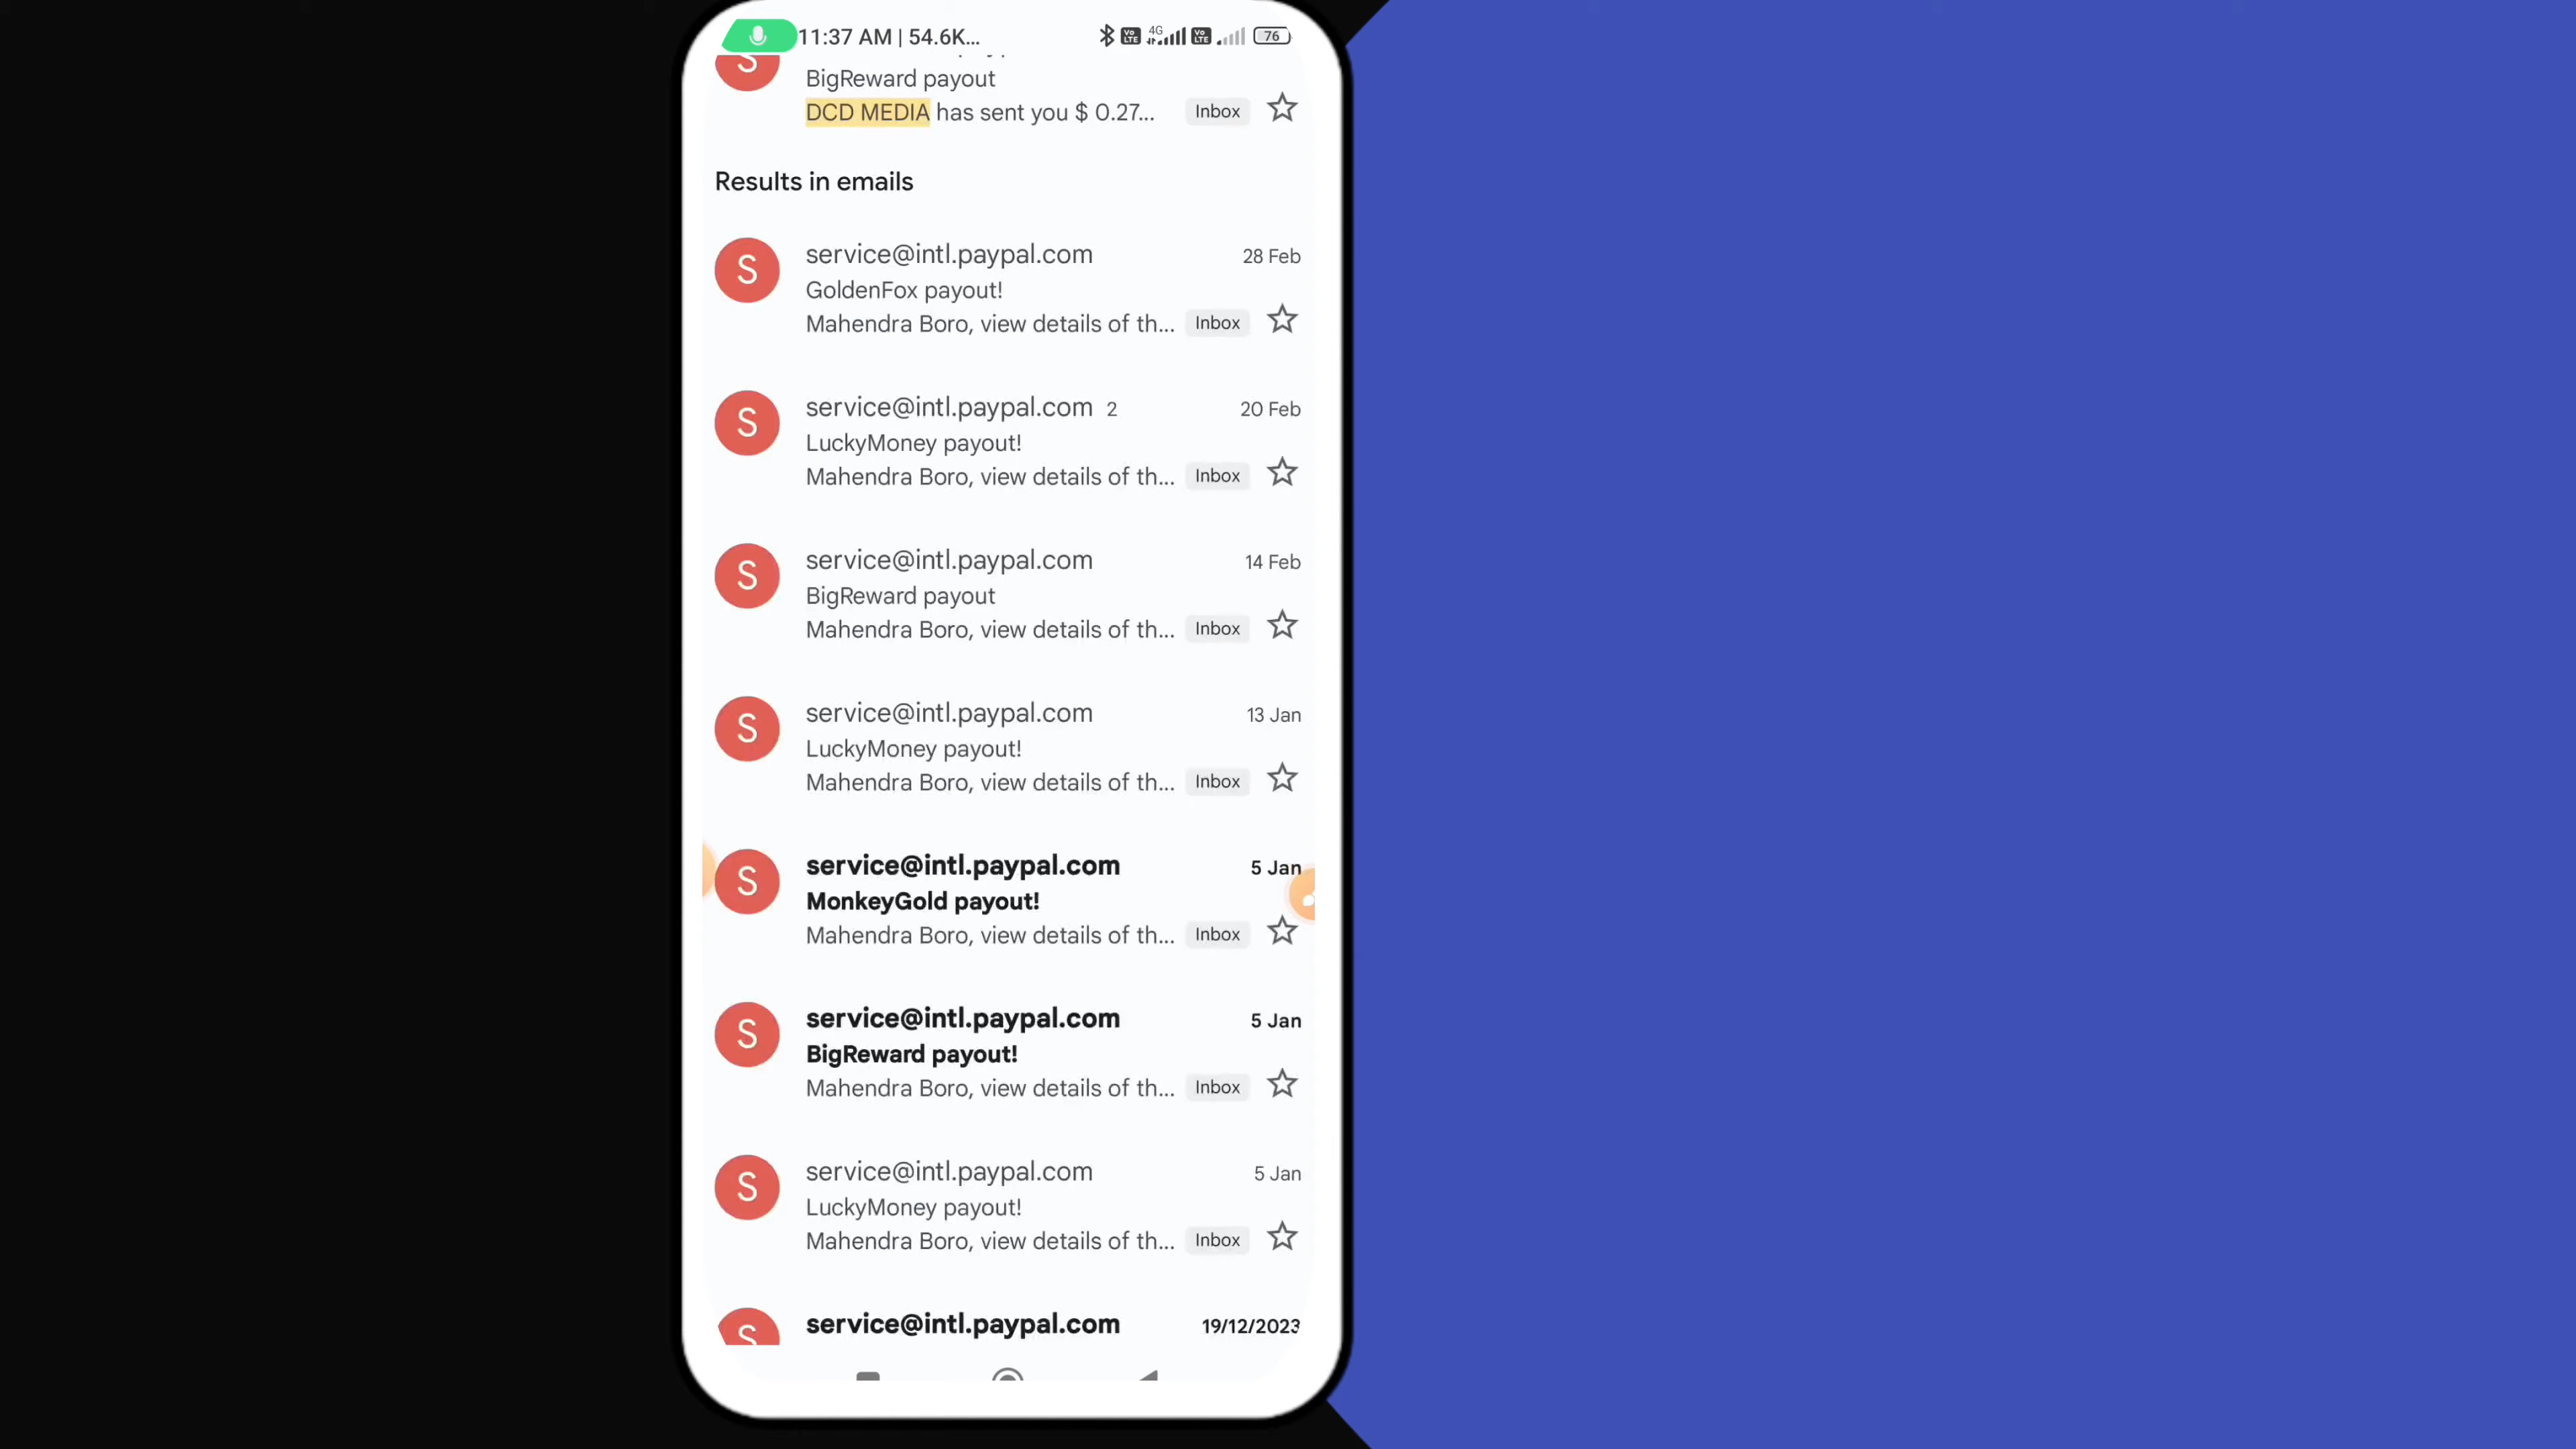 11:37 AM | 54.6K...
Vo LTE 4G Vo LTE 76
S
BigReward payout
DCD MEDIA has sent you $ 0.27... Inbox
Results in emails
S service@intl.paypal.com 28 Feb
GoldenFox payout!
Mahendra Boro, view details of th... Inbox
S service@intl.paypal.com 2 20 Feb
LuckyMoney payout!
Mahendra Boro, view details of th... Inbox
S service@intl.paypal.com 14 Feb
BigReward payout
Mahendra Boro, view details of th... Inbox
S service@intl.paypal.com 13 Jan
LuckyMoney payout!
Mahendra Boro, view details of th... Inbox
S service@intl.paypal.com 5 Jan
MonkeyGold payout!
Mahendra Boro, view details of th... Inbox
S service@intl.paypal.com 5 Jan
BigReward payout!
Mahendra Boro, view details of th... Inbox
S service@intl.paypal.com 5 Jan
LuckyMoney payout!
Mahendra Boro, view details of th... Inbox
S service@intl.paypal.com 19/12/2023